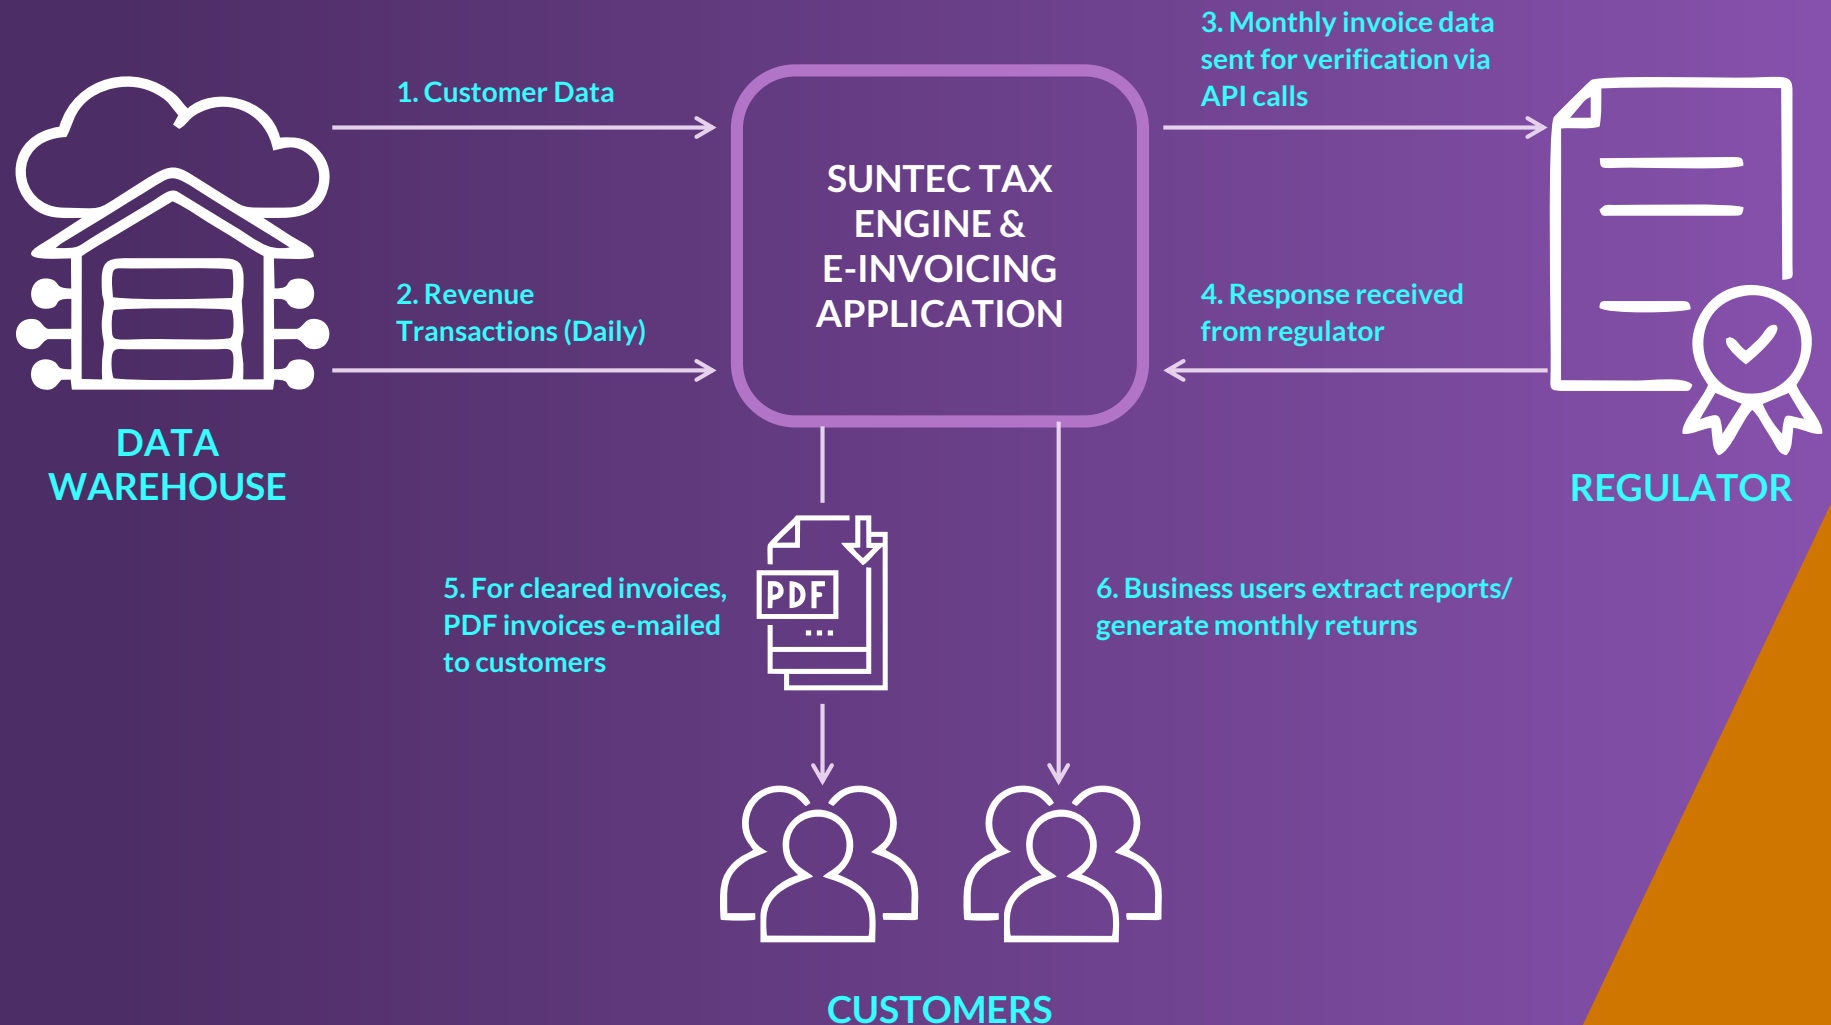 1. Customer Data
2. Revenue
Transactions (Daily)
DATA
WAREHOUSE
SUNTEC TAX
ENGINE &
E-INVOICING
APPLICATION
3. Monthly invoice data
sent for verification via
API calls
4. Response received
from regulator
REGULATOR
5. For cleared invoices,
PDF invoices e-mailed
to customers
PDF
6. Business users extract reports/
generate monthly returns
CUSTOMERS